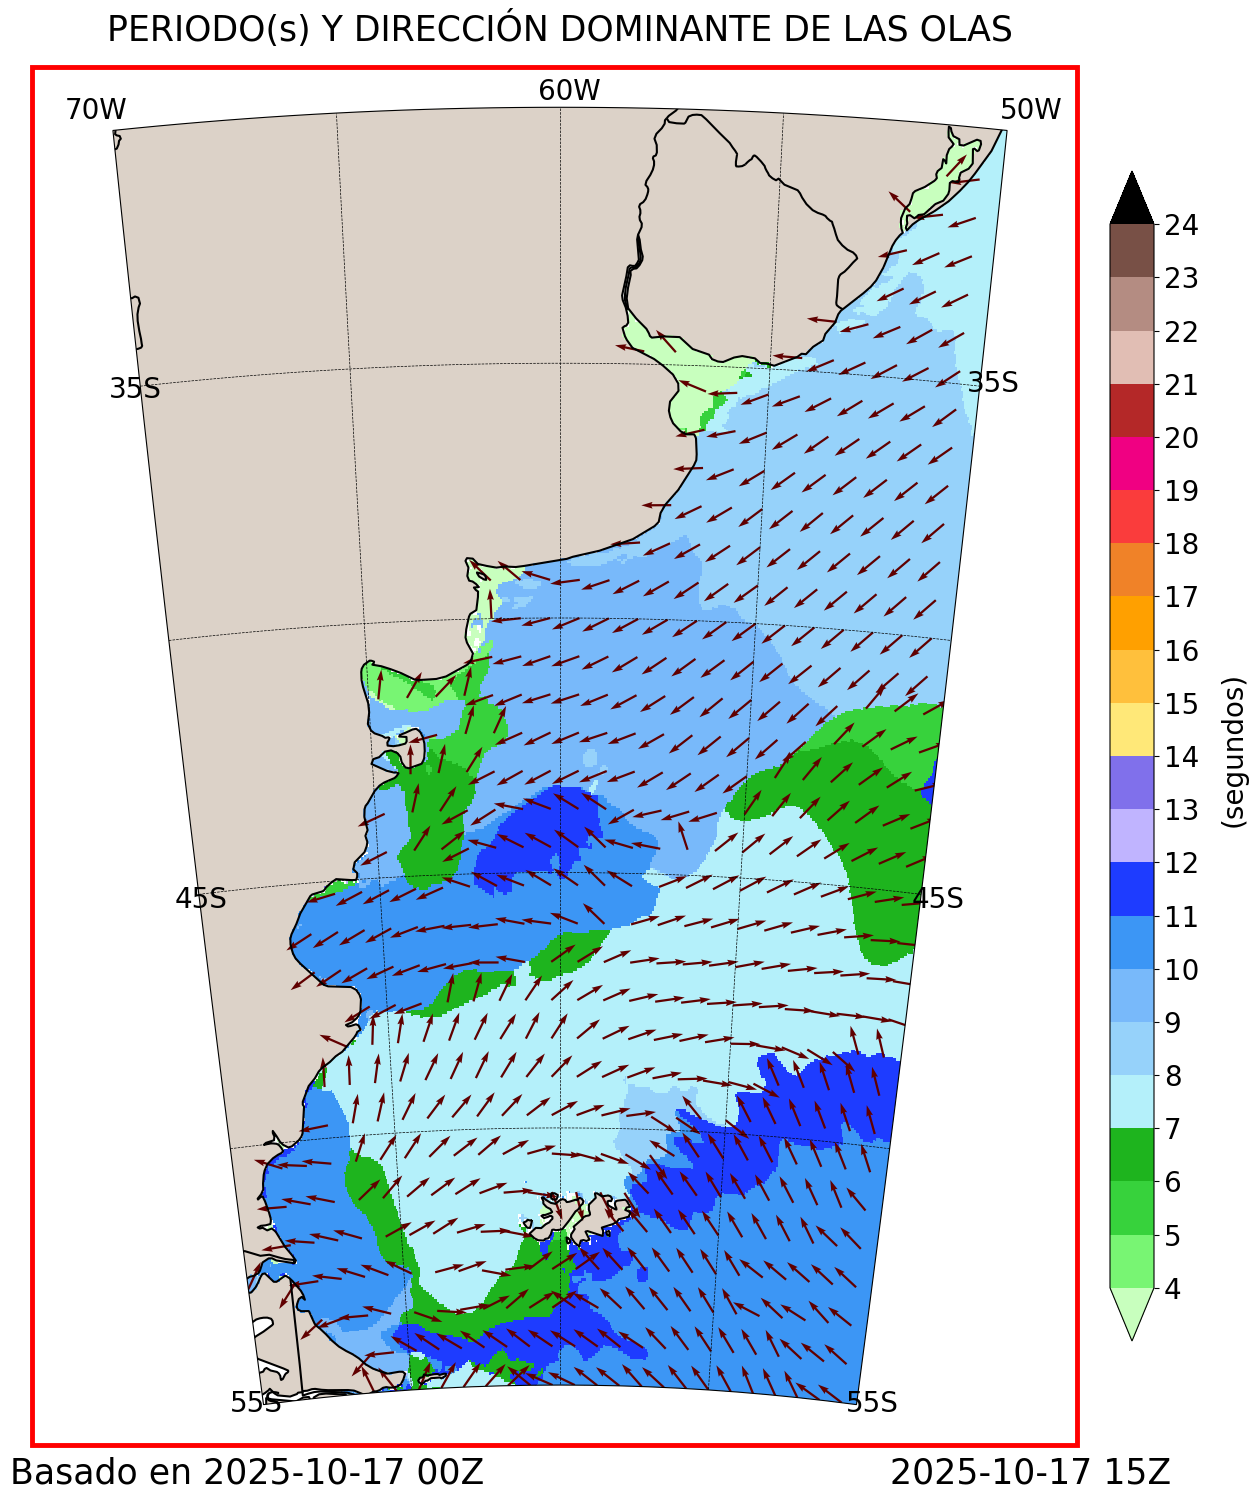 PERIODO(s) Y DIRECCIÓN DOMINANTE DE LAS OLAS
70W
60W
50W
35S
35S
45S
45S
55S
55S
24
23
22
21
20
19
18
17
16
15
14
13
12
11
10
9
8
7
6
5
4
(segundos)
Basado en 2025-10-17 00Z
2025-10-17 15Z